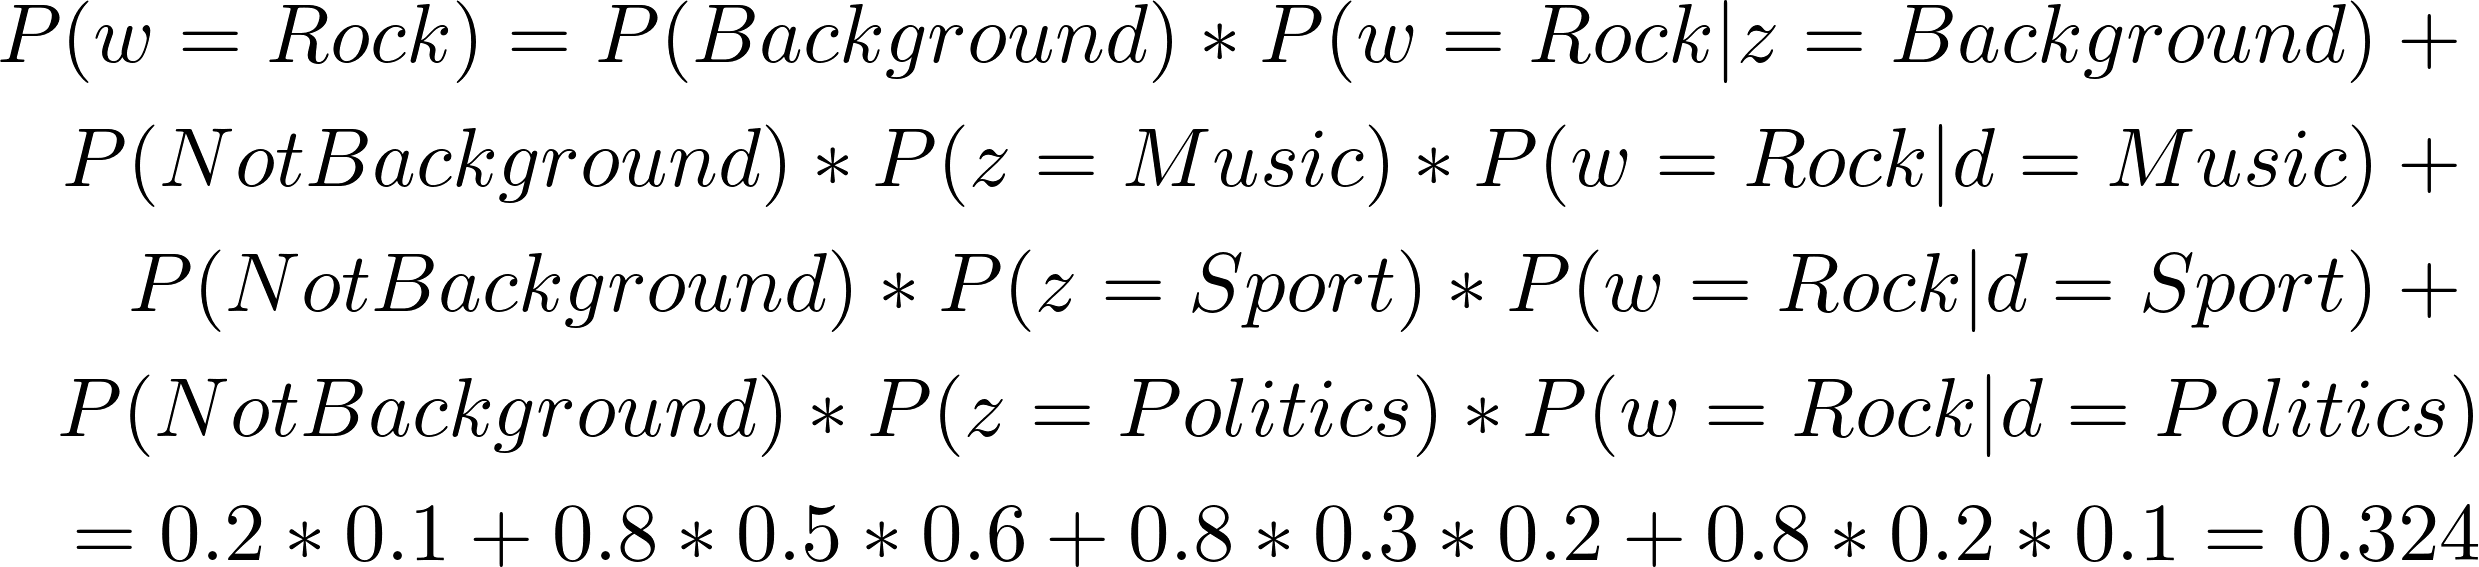 P(w = Rock) = P(Background) * P(w = Rock|z = Background) +
P(NotBackground) * P(z = Music) * P(w = Rock|d = Music) +
P(NotBackground) * P(z = Sport) * P(w = Rock|d = Sport) +
P(NotBackground) * P(z = Politics) * P(w = Rock|d = Politics)
= 0.2 * 0.1 + 0.8 * 0.5 * 0.6 + 0.8 * 0.3 * 0.2 + 0.8 * 0.2 * 0.1 = 0.324